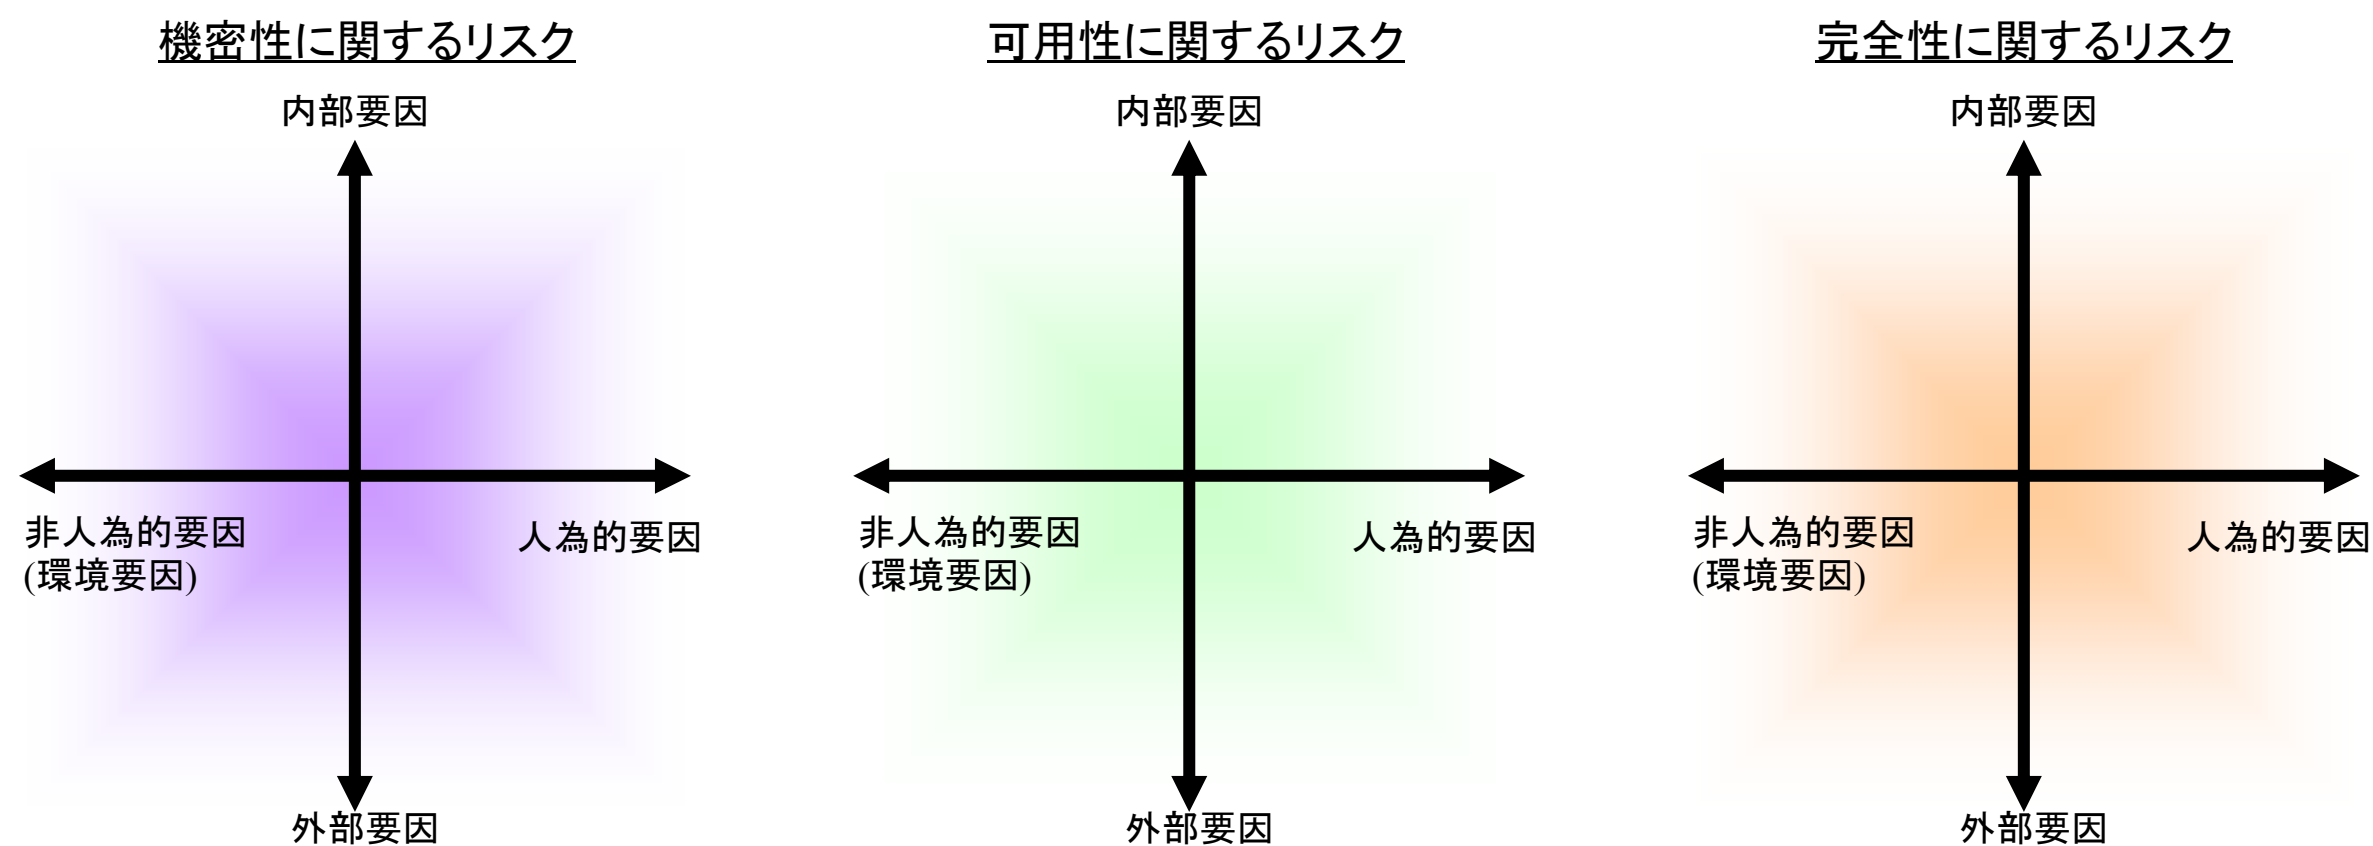 機密性に関するリスク
内部要因
非人為的要因
(環境要因)
人為的要因
外部要因
可用性に関するリスク
内部要因
非人為的要因
(環境要因)
人為的要因
外部要因
完全性に関するリスク
内部要因
非人為的要因
(環境要因)
人為的要因
外部要因